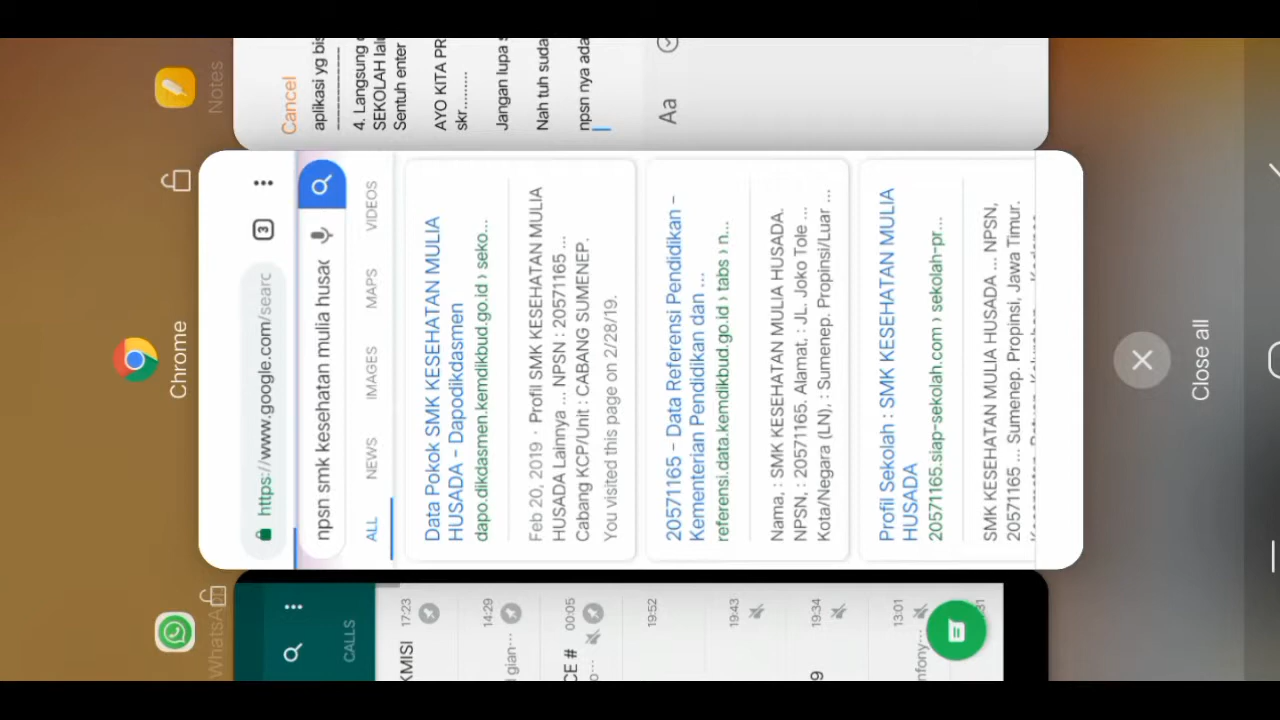 WhatsApp
CALLS
KMISI
17:23
14:29
gian...
CE #
00:05
19:52
19:43
19:34
9
13:01
Chrome
https://www.google.com/searc
3
npsn smk kesehatan mulia husad
ALL
NEWS
IMAGES
MAPS
VIDEOS
Data Pokok SMK KESEHATAN MULIA
HUSADA - Dapodikdasmen
dapo.dikdasmen.kemdikbud.go.id › seko...
Feb 20, 2019 · Profil SMK KESEHATAN MULIA
HUSADA Lainnya ... NPSN : 20571165 ...
Cabang KCP/Unit : CABANG SUMENEP.
You visited this page on 2/28/19.
20571165 - Data Referensi Pendidikan -
Kementerian Pendidikan dan ...
referensi.data.kemdikbud.go.id › tabs › n...
Nama, : SMK KESEHATAN MULIA HUSADA.
NPSN, : 20571165. Alamat, : JL. Joko Tole ...
Kota/Negara (LN), : Sumenep. Propinsi/Luar ...
Profil Sekolah : SMK KESEHATAN MULIA
HUSADA
20571165.siap-sekolah.com › sekolah-pr...
SMK KESEHATAN MULIA HUSADA ... NPSN,
20571165 ... Sumenep. Propinsi, Jawa Timur.
Notes
Cancel
aplikasi yg bis
4. Langsung
SEKOLAH lal
Sentuh enter
AYO KITA PR
skr.........
Jangan lupa s
Nah tuh suda
npsn nya ada
Aa
Close all